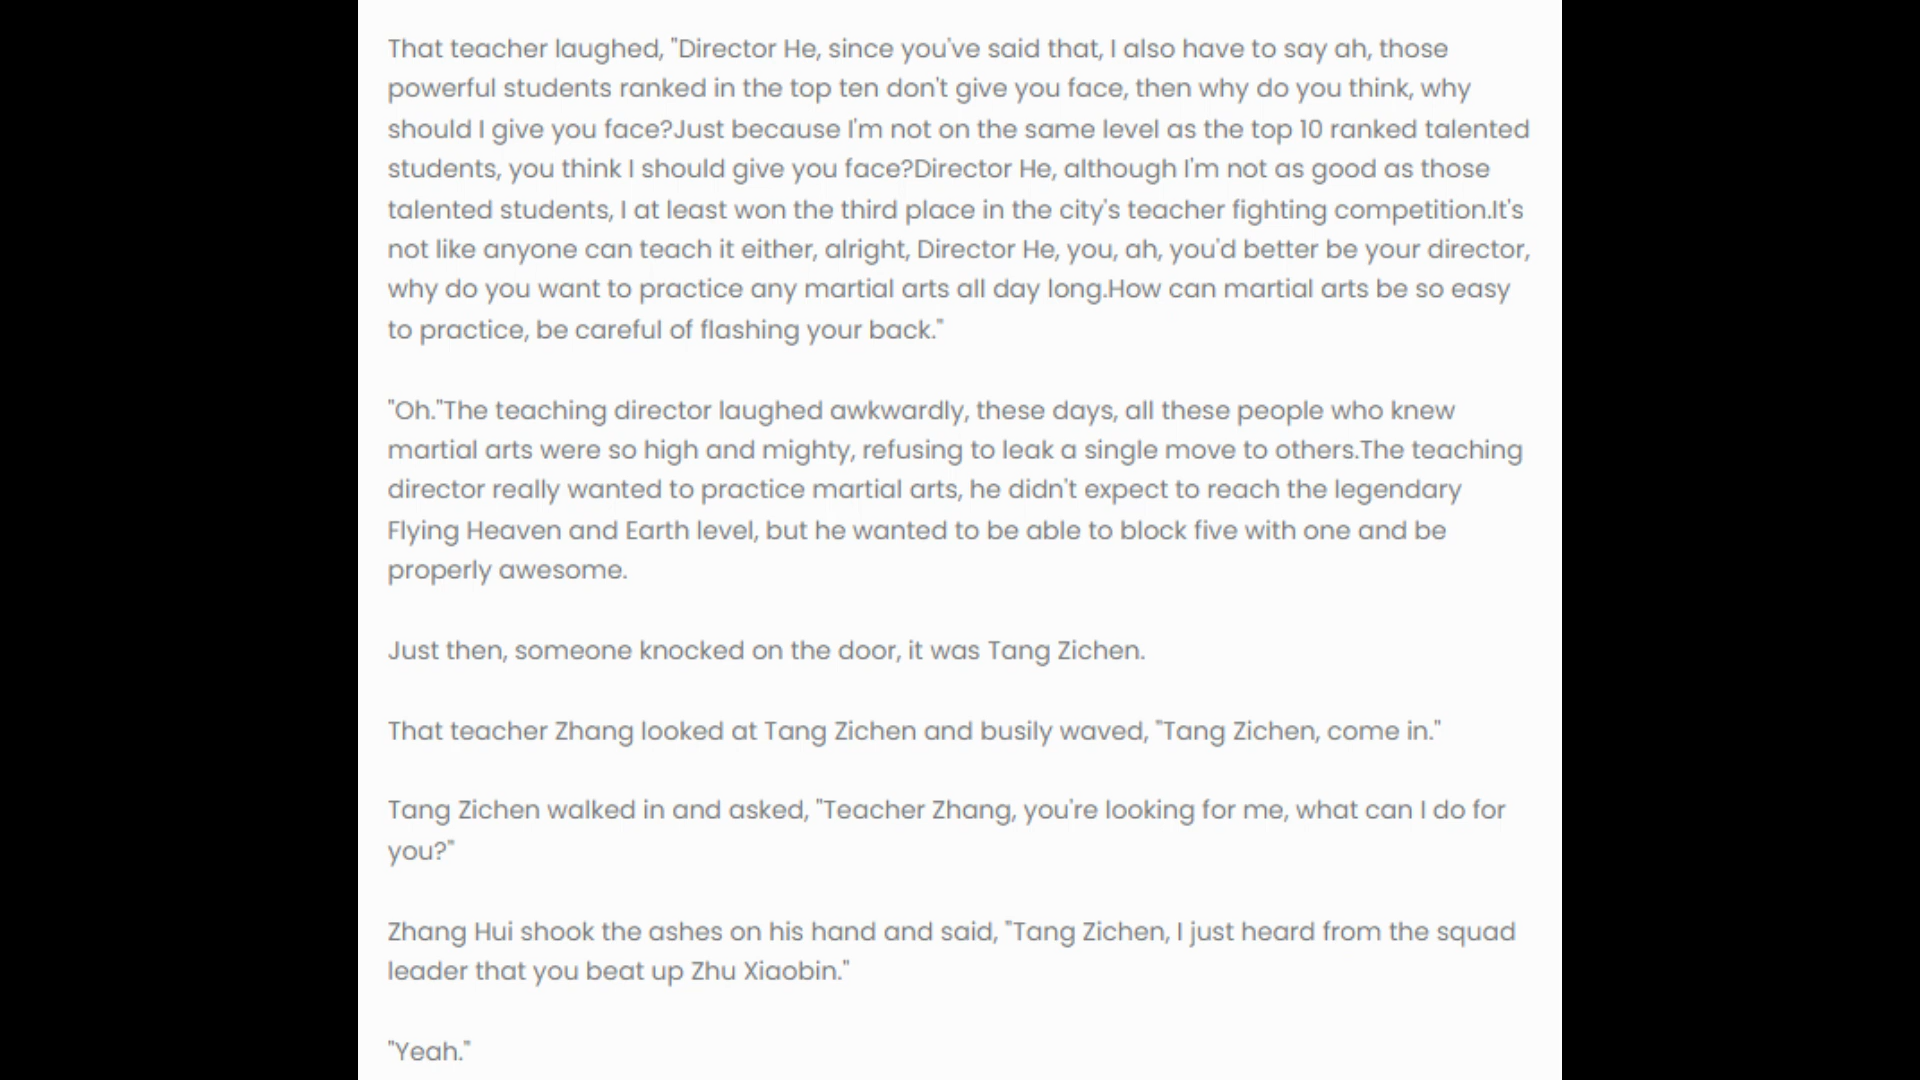 That teacher laughed, "Director He, since you've said that, I also have to say ah, those
powerful students ranked in the top ten don't give you face, then why do you think, why
should I give you face?Just because I'm not on the same level as the top 10 ranked talented
students, you think I should give you face?Director He, although I'm not as good as those
talented students, I at least won the third place in the city's teacher fighting competition.It's
not like anyone can teach it either, alright, Director He, you, ah, you'd better be your director,
why do you want to practice any martial arts all day long.How can martial arts be so easy
to practice, be careful of flashing your back."
"Oh."The teaching director laughed awkwardly, these days, all these people who knew
martial arts were so high and mighty, refusing to leak a single move to others.The teaching
director really wanted to practice martial arts, he didn't expect to reach the legendary
Flying Heaven and Earth level, but he wanted to be able to block five with one and be
properly awesome.
Just then, someone knocked on the door, it was Tang Zichen.
That teacher Zhang looked at Tang Zichen and busily waved, "Tang Zichen, come in."
Tang Zichen walked in and asked, "Teacher Zhang, you're looking for me, what can I do for
you?"
Zhang Hui shook the ashes on his hand and said, "Tang Zichen, I just heard from the squad
leader that you beat up Zhu Xiaobin."
"Yeah."